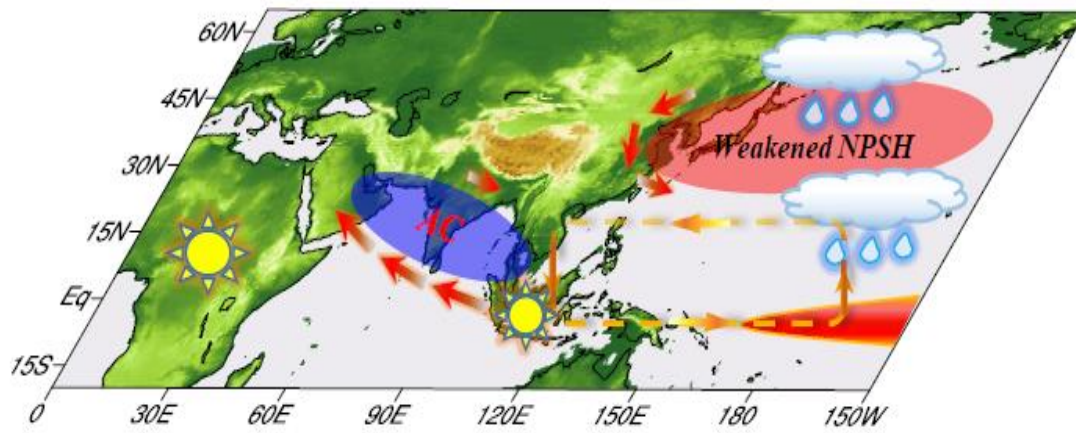 60N
45N
30N
15N
Eq
15S
Weakened NPSH
AC
0 30E 60E 90E 120E 150E 180 150W